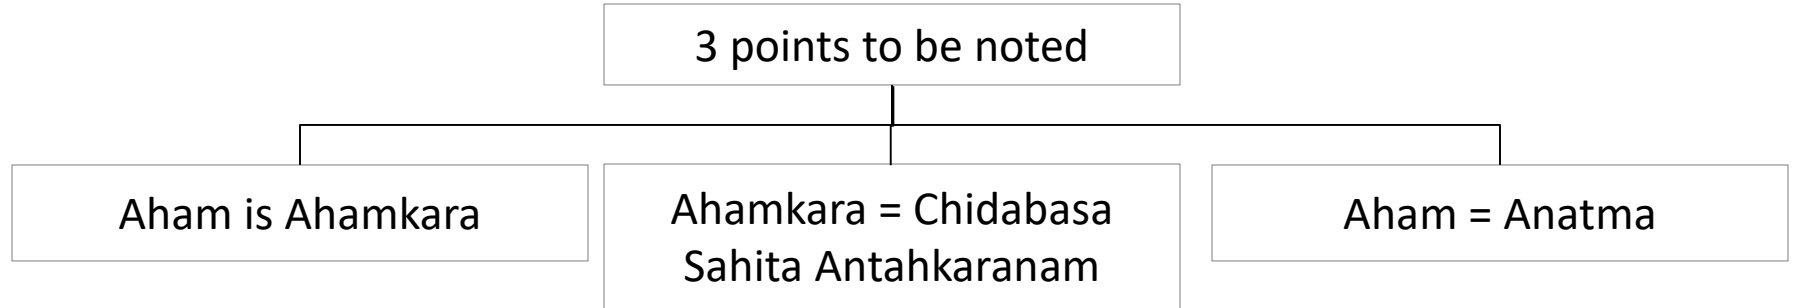 3 points to be noted
Aham is Ahamkara
Ahamkara = Chidabasa
Sahita Antahkaranam
Aham = Anatma